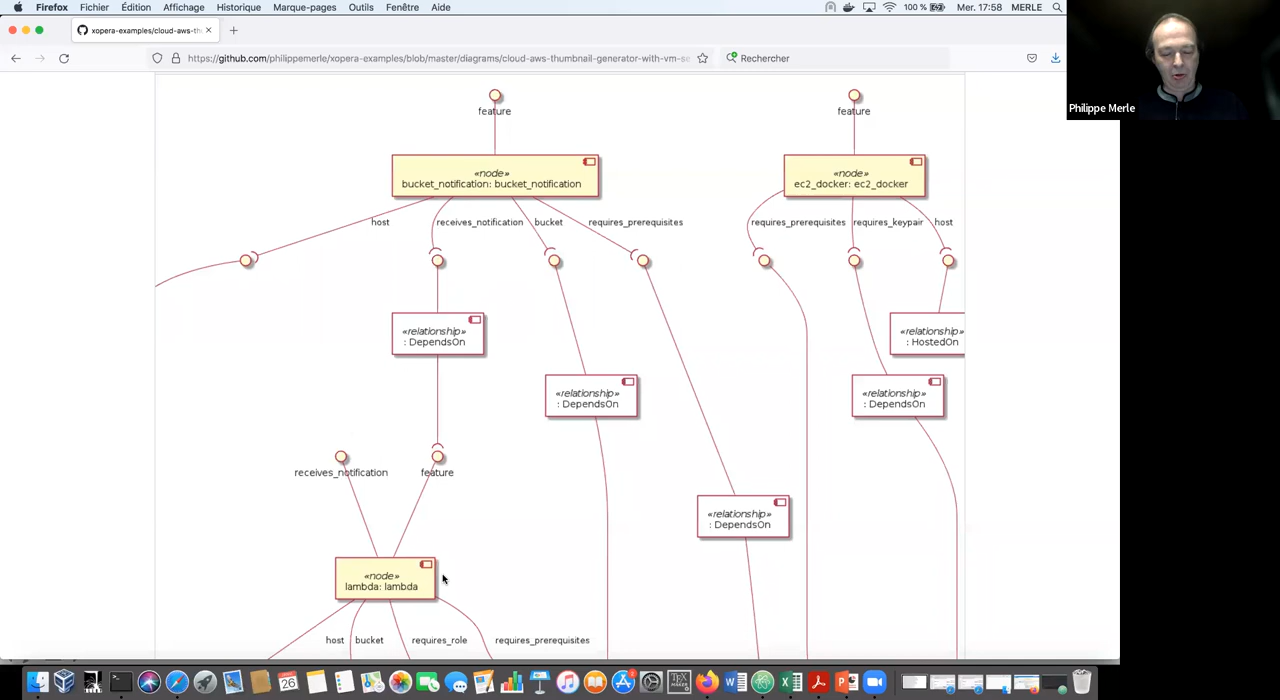 Firefox Fichier Édition Affichage Historique Marque-pages Outils Fenêtre Aide 100 % Mer. 17:58 MERLE
xopera-examples/cloud-aws-th
https://github.com/philippemerle/xopera-examples/blob/master/diagrams/cloud-aws-thumbnail-generator-with-vm-se
Rechercher
Philippe Merle
feature feature
«node» «node»
bucket_notification: bucket_notification ec2_docker: ec2_docker
host receives_notification bucket requires_prerequisites requires_prerequisites requires_keypair host
«relationship» «relationship»
: DependsOn : HostedOn
«relationship» «relationship»
: DependsOn : DependsOn
receives_notification feature
«relationship»
: DependsOn
«node»
lambda: lambda
host bucket requires_role requires_prerequisites
26